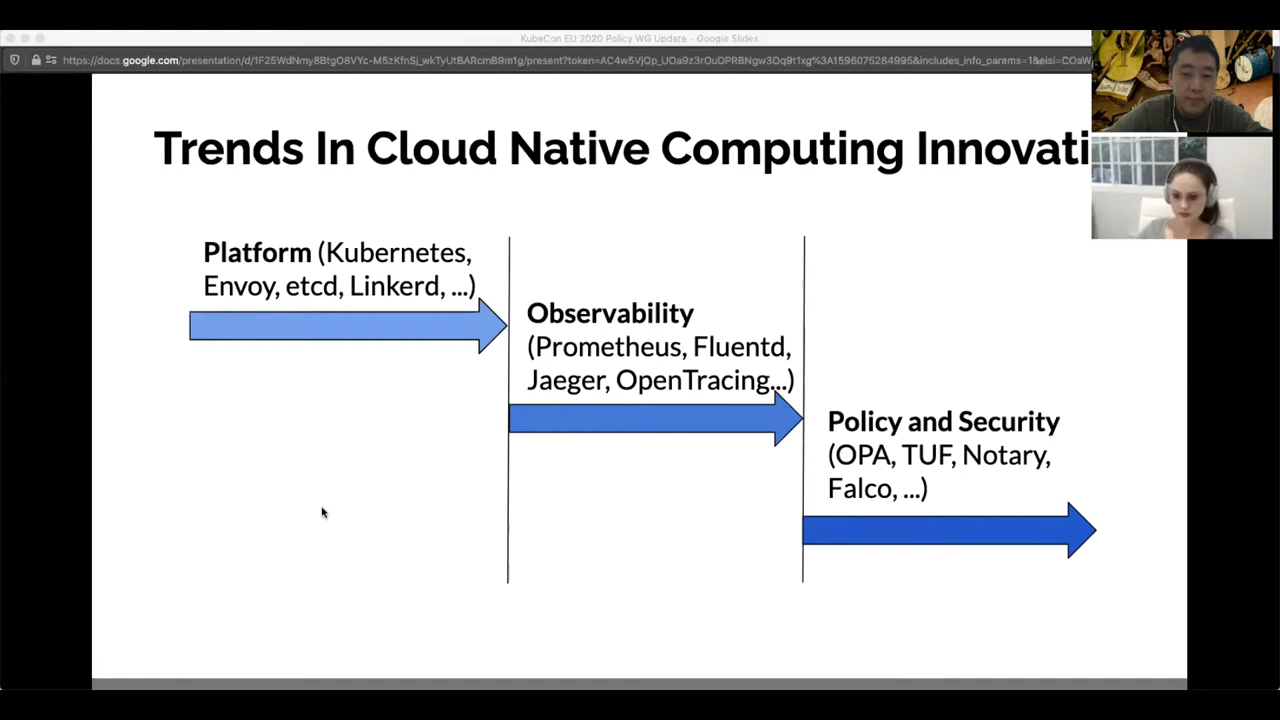 KubeCon EU 2020 Policy WG Update - Google Slides
Trends In Cloud Native Computing Innovati
Platform (Kubernetes,
Envoy, etcd, Linkerd, ...)
Observability
(Prometheus, Fluentd,
Jaeger, OpenTracing...)
Policy and Security
(OPA, TUF, Notary,
Falco, ...)